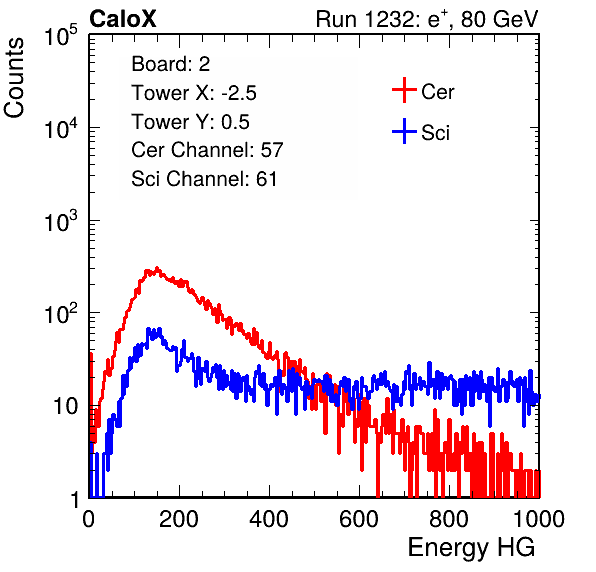 CaloX Run 1232: e⁺, 80 GeV
Counts
10⁵
10⁴
10³
10²
10
1
Board: 2
Tower X: -2.5
Tower Y: 0.5
Cer Channel: 57
Sci Channel: 61
Cer
Sci
0 200 400 600 800 1000
Energy HG